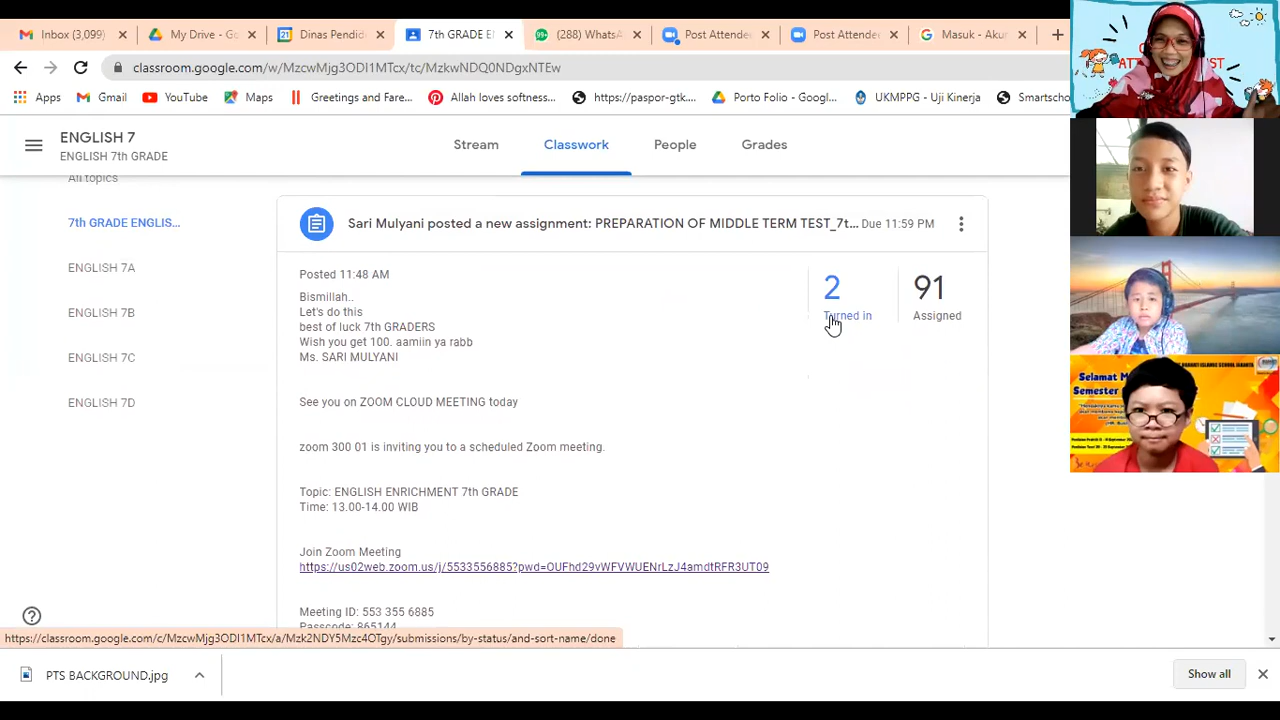 Inbox (3,099)
My Drive - Go
Dinas Pendid
7th GRADE E
(288) WhatsA
Post Attende
Post Attende
Masuk - Akun
classroom.google.com/w/MzcwMjg3ODI1MTcx/tc/MzkwNDQ0NDgxNTEw
Apps
Gmail
YouTube
Maps
Greetings and Fare...
Allah loves softness...
https://paspor-gtk....
Porto Folio - Googl...
UKMPPG - Uji Kinerja
Smartscho
ENGLISH 7
ENGLISH 7th GRADE
Stream
Classwork
People
Grades
All topics
7th GRADE ENGLIS...
ENGLISH 7A
ENGLISH 7B
ENGLISH 7C
ENGLISH 7D
Sari Mulyani posted a new assignment: PREPARATION OF MIDDLE TERM TEST_7t...
Due 11:59 PM
Posted 11:48 AM
Bismillah..
Let's do this
best of luck 7th GRADERS
Wish you get 100. aamiin ya rabb
Ms. SARI MULYANI
2
Turned in
91
Assigned
See you on ZOOM CLOUD MEETING today
zoom 300 01 is inviting you to a scheduled Zoom meeting.
Topic: ENGLISH ENRICHMENT 7th GRADE
Time: 13.00-14.00 WIB
Join Zoom Meeting
https://us02web.zoom.us/j/5533556885?pwd=OUFhd29vWFVWUENrLzJ4amdtRFR3UT09
Meeting ID: 553 355 6885
Passcode: 865144
https://classroom.google.com/c/MzcwMjg3ODI1MTcx/a/Mzk2NDY5Mzc4OTgy/submissions/by-status/and-sort-name/done
PTS BACKGROUND.jpg
Show all
Selamat M
Semester